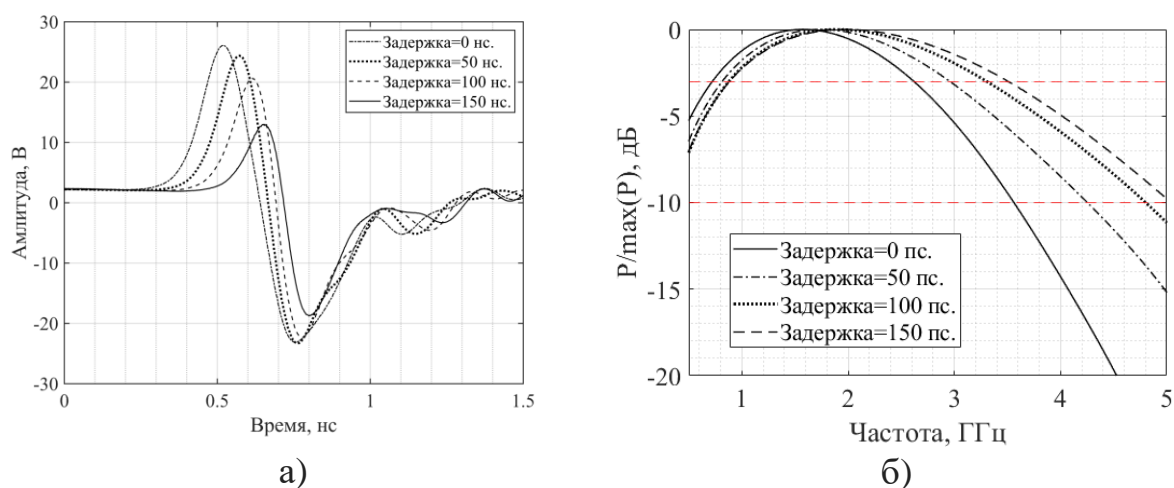 30
20
10
0
-10
-20
-30
0
0.5
1
1.5
Амлитуда, В
Время, нс
Задержка=0 нс.
Задержка=50 нс.
Задержка=100 нс.
Задержка=150 нс.
а)
0
-5
-10
-15
-20
1
2
3
4
5
P/max(P), дБ
Частота, ГГц
Задержка=0 пс.
Задержка=50 пс.
Задержка=100 пс.
Задержка=150 пс.
б)